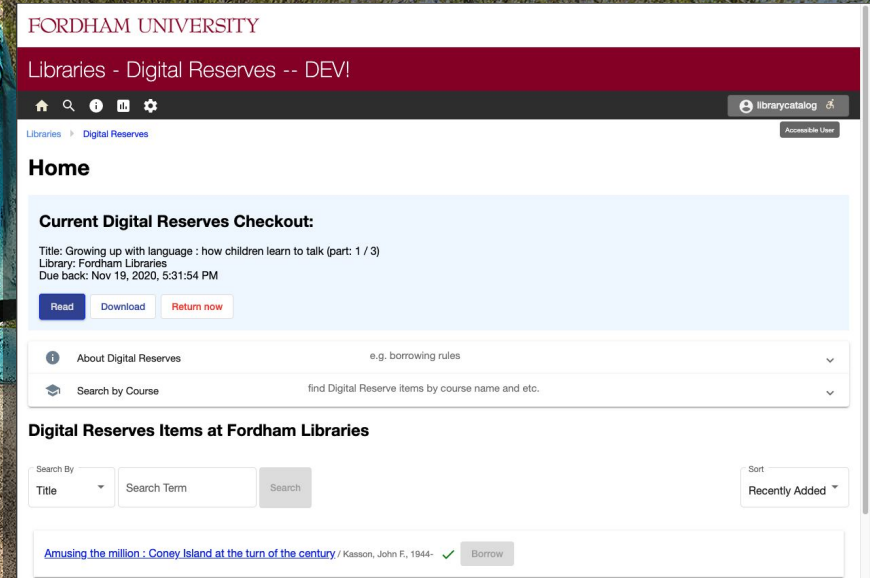 FORDHAM UNIVERSITY
Libraries - Digital Reserves -- DEV!
librarycatalog
Libraries Digital Reserves
Accessible User
Home
Current Digital Reserves Checkout:
Title: Growing up with language : how children learn to talk (part: 1 / 3)
Library: Fordham Libraries
Due back: Nov 19, 2020, 5:31:54 PM
Read Download Return now
About Digital Reserves e.g. borrowing rules
Search by Course find Digital Reserve items by course name and etc.
Digital Reserves Items at Fordham Libraries
Search By Sort
Title Search Term Search Recently Added
Amusing the million : Coney Island at the turn of the century / Kasson, John F., 1944- Borrow